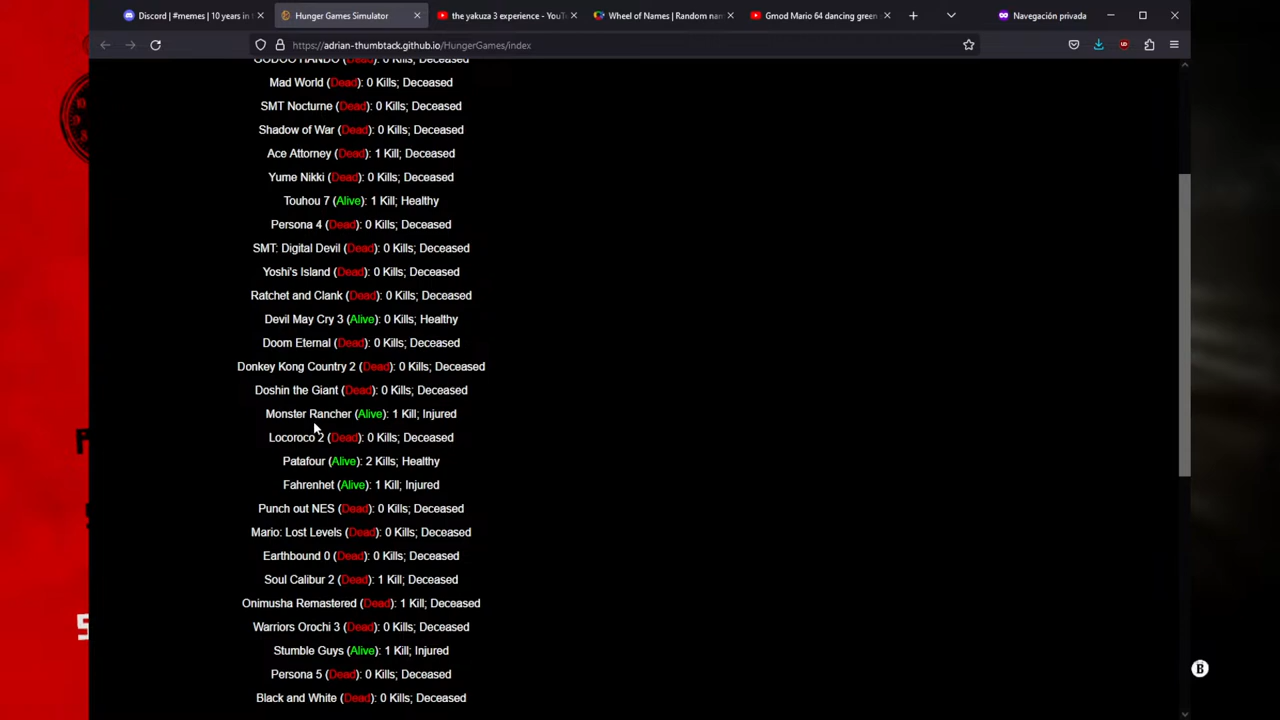 Discord | #memes | 10 years in t
Hunger Games Simulator
the yakuza 3 experience - YouT
Wheel of Names | Random nam
Gmod Mario 64 dancing green
Navegación privada
https://adrian-thumbtack.github.io/HungerGames/index
GODOO HANDO (Dead): 0 Kills; Deceased
Mad World (Dead): 0 Kills; Deceased
SMT Nocturne (Dead): 0 Kills; Deceased
Shadow of War (Dead): 0 Kills; Deceased
Ace Attorney (Dead): 1 Kill; Deceased
Yume Nikki (Dead): 0 Kills; Deceased
Touhou 7 (Alive): 1 Kill; Healthy
Persona 4 (Dead): 0 Kills; Deceased
SMT: Digital Devil (Dead): 0 Kills; Deceased
Yoshi's Island (Dead): 0 Kills; Deceased
Ratchet and Clank (Dead): 0 Kills; Deceased
Devil May Cry 3 (Alive): 0 Kills; Healthy
Doom Eternal (Dead): 0 Kills; Deceased
Donkey Kong Country 2 (Dead): 0 Kills; Deceased
Doshin the Giant (Dead): 0 Kills; Deceased
Monster Rancher (Alive): 1 Kill; Injured
Locoroco 2 (Dead): 0 Kills; Deceased
Patafour (Alive): 2 Kills; Healthy
Fahrenhet (Alive): 1 Kill; Injured
Punch out NES (Dead): 0 Kills; Deceased
Mario: Lost Levels (Dead): 0 Kills; Deceased
Earthbound 0 (Dead): 0 Kills; Deceased
Soul Calibur 2 (Dead): 1 Kill; Deceased
Onimusha Remastered (Dead): 1 Kill; Deceased
Warriors Orochi 3 (Dead): 0 Kills; Deceased
Stumble Guys (Alive): 1 Kill; Injured
Persona 5 (Dead): 0 Kills; Deceased
Black and White (Dead): 0 Kills; Deceased
B